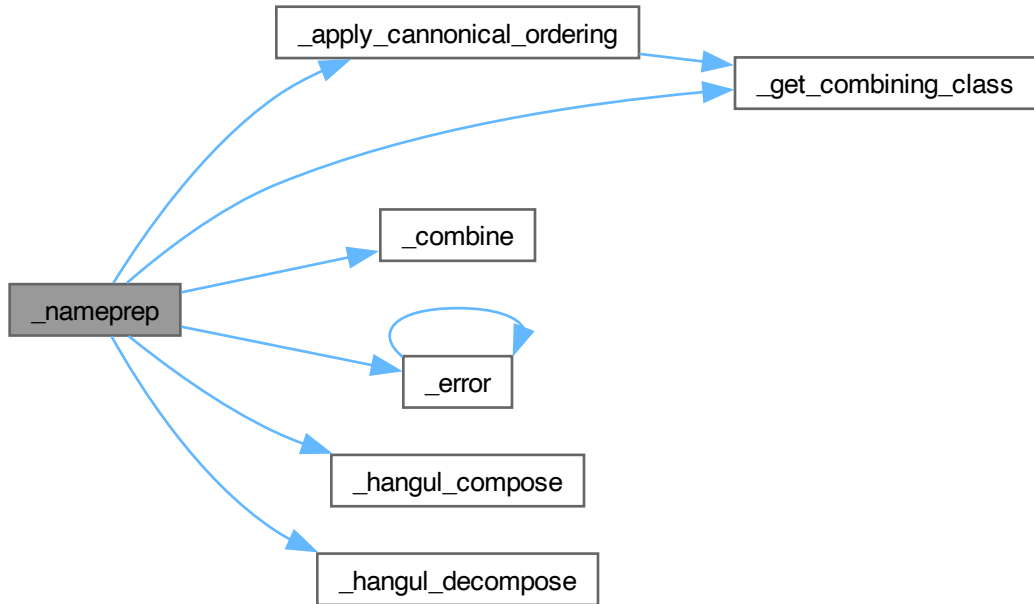 _apply_cannonical_ordering
_get_combining_class
_combine
_nameprep
_error
_hangul_compose
_hangul_decompose